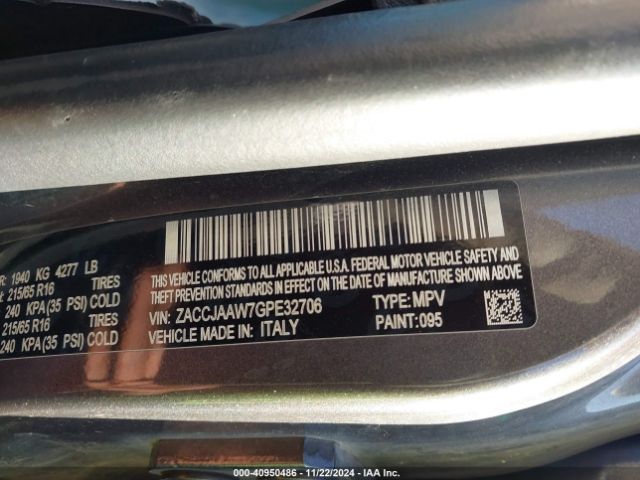 R: 1940 KG 4277 LB
: 215/65 R16 TIRES
240 KPA(35 PSI) COLD
215/65 R16 TIRES
240 KPA(35 PSI) COLD
THIS VEHICLE CONFORMS TO ALL APPLICABLE U.S.A. FEDERAL MOTOR VEHICLE SAFETY
THEFT PREVENTION STANDARDS IN EFFECT ON THE DATE OF MANUFACTURE SHOWN ABOVE
VIN: ZACCJAAW7GPE32706 TYPE: MPV
VEHICLE MADE IN ITALY PAINT: 095
000-40950486 - 11/22/2024 - IAA Inc.